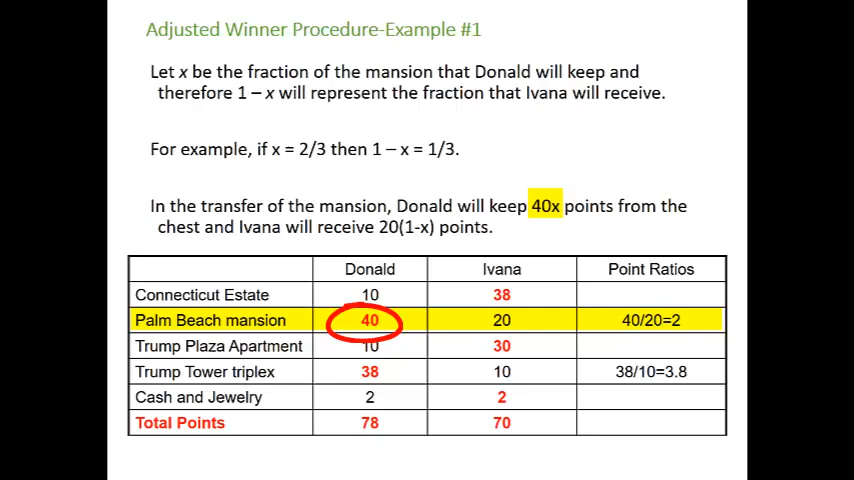 Adjusted Winner Procedure-Example #1
Let x be the fraction of the mansion that Donald will keep and
therefore 1 – x will represent the fraction that Ivana will receive.
For example, if x = 2/3 then 1 – x = 1/3.
In the transfer of the mansion, Donald will keep 40x points from the
chest and Ivana will receive 20(1-x) points.
Donald Ivana Point Ratios
Connecticut Estate 10 38
Palm Beach mansion 40 20 40/20=2
Trump Plaza Apartment 10 30
Trump Tower triplex 38 10 38/10=3.8
Cash and Jewelry 2 2
Total Points 78 70